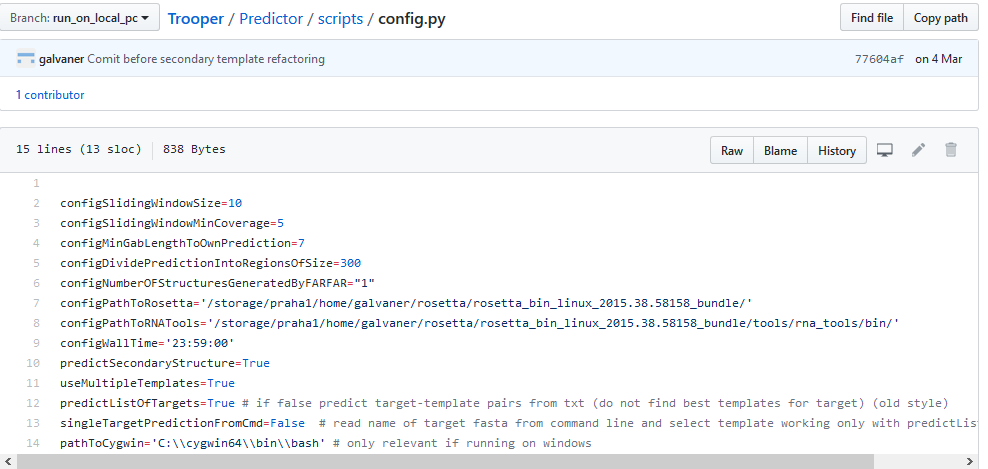 Branch: run_on_local_pc
Trooper / Predictor / scripts / config.py
Find file
Copy path
galvaner Comit before secondary template refactoring
77604af on 4 Mar
1 contributor
15 lines (13 sloc) 838 Bytes
Raw
Blame
History
1
2 configSlidingWindowSize=10
3 configSlidingWindowMinCoverage=5
4 configMinGabLengthToOwnPrediction=7
5 configDividePredictionIntoRegionsOfSize=300
6 configNumberOFStructuresGeneratedByFARFAR="1"
7 configPathToRosetta='/storage/praha1/home/galvaner/rosetta/rosetta_bin_linux_2015.38.58158_bundle/'
8 configPathToRNATools='/storage/praha1/home/galvaner/rosetta/rosetta_bin_linux_2015.38.58158_bundle/tools/rna_tools/bin/'
9 configWallTime='23:59:00'
10 predictSecondaryStructure=True
11 useMultipleTemplates=True
12 predictListOfTargets=True # if false predict target-template pairs from txt (do not find best templates for target) (old style)
13 singleTargetPredictionFromCmd=False  # read name of target fasta from command line and select template working only with predictLis
14 pathToCygwin='C:\\cygwin64\\bin\\bash' # only relevant if running on windows